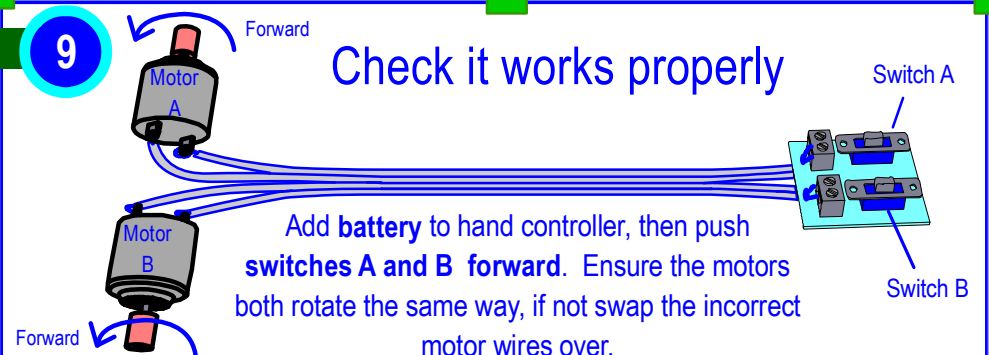 9
Forward
Check it works properly
Switch A
Motor
A
Add battery to hand controller, then push
switches A and B  forward.  Ensure the motors
both rotate the same way, if not swap the incorrect
motor wires over.
Motor
B
Switch B
Forward